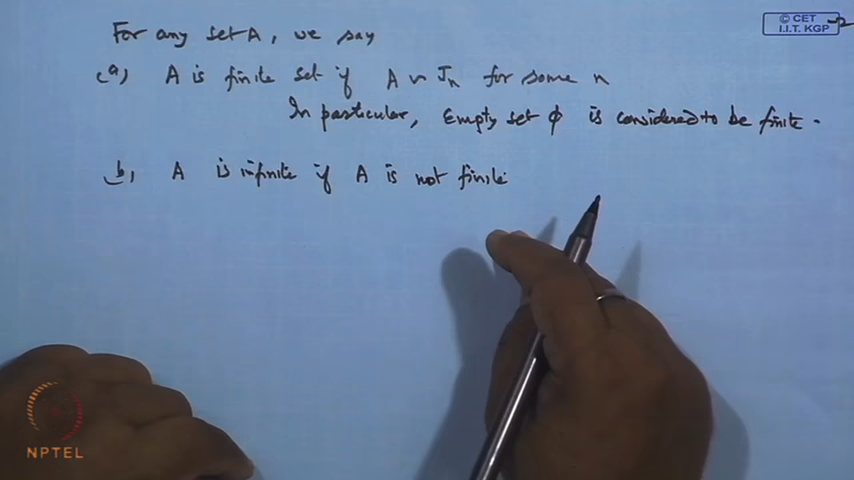 For any set A, we say
© CET
I.I.T. KGP
(a) A is finite set if A ~ Jn for some n
In particular, Empty set φ is considered to be finite.
(b) A is infinite if A is not finite
NPTEL